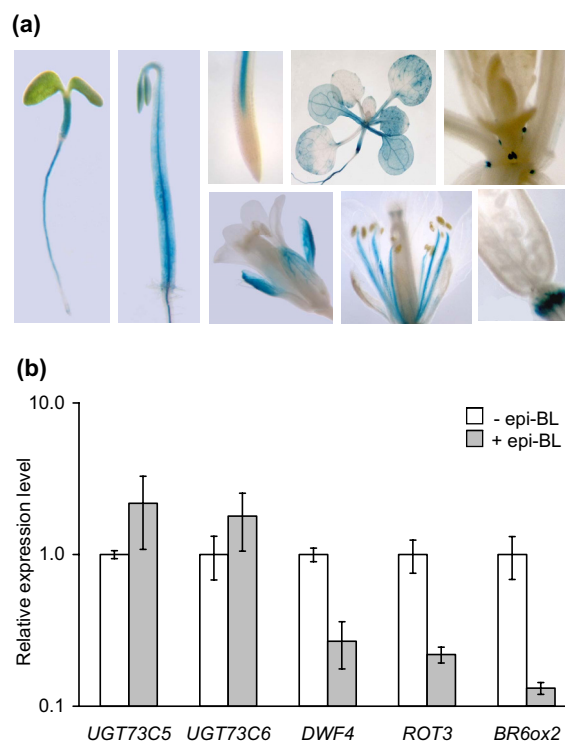 (a)
(b)
10.0
- epi-BL
+ epi-BL
Relative expression level
1.0
0.1
UGT73C5 UGT73C6 DWF4 ROT3 BR6ox2